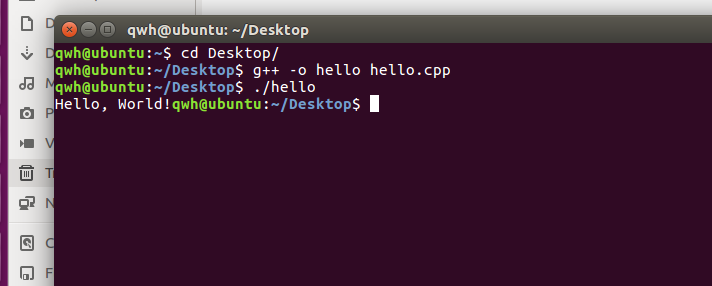 qwh@ubuntu: ~/Desktop
qwh@ubuntu:~$ cd Desktop/
qwh@ubuntu:~/Desktop$ g++ -o hello hello.cpp
qwh@ubuntu:~/Desktop$ ./hello
Hello, World!qwh@ubuntu:~/Desktop$